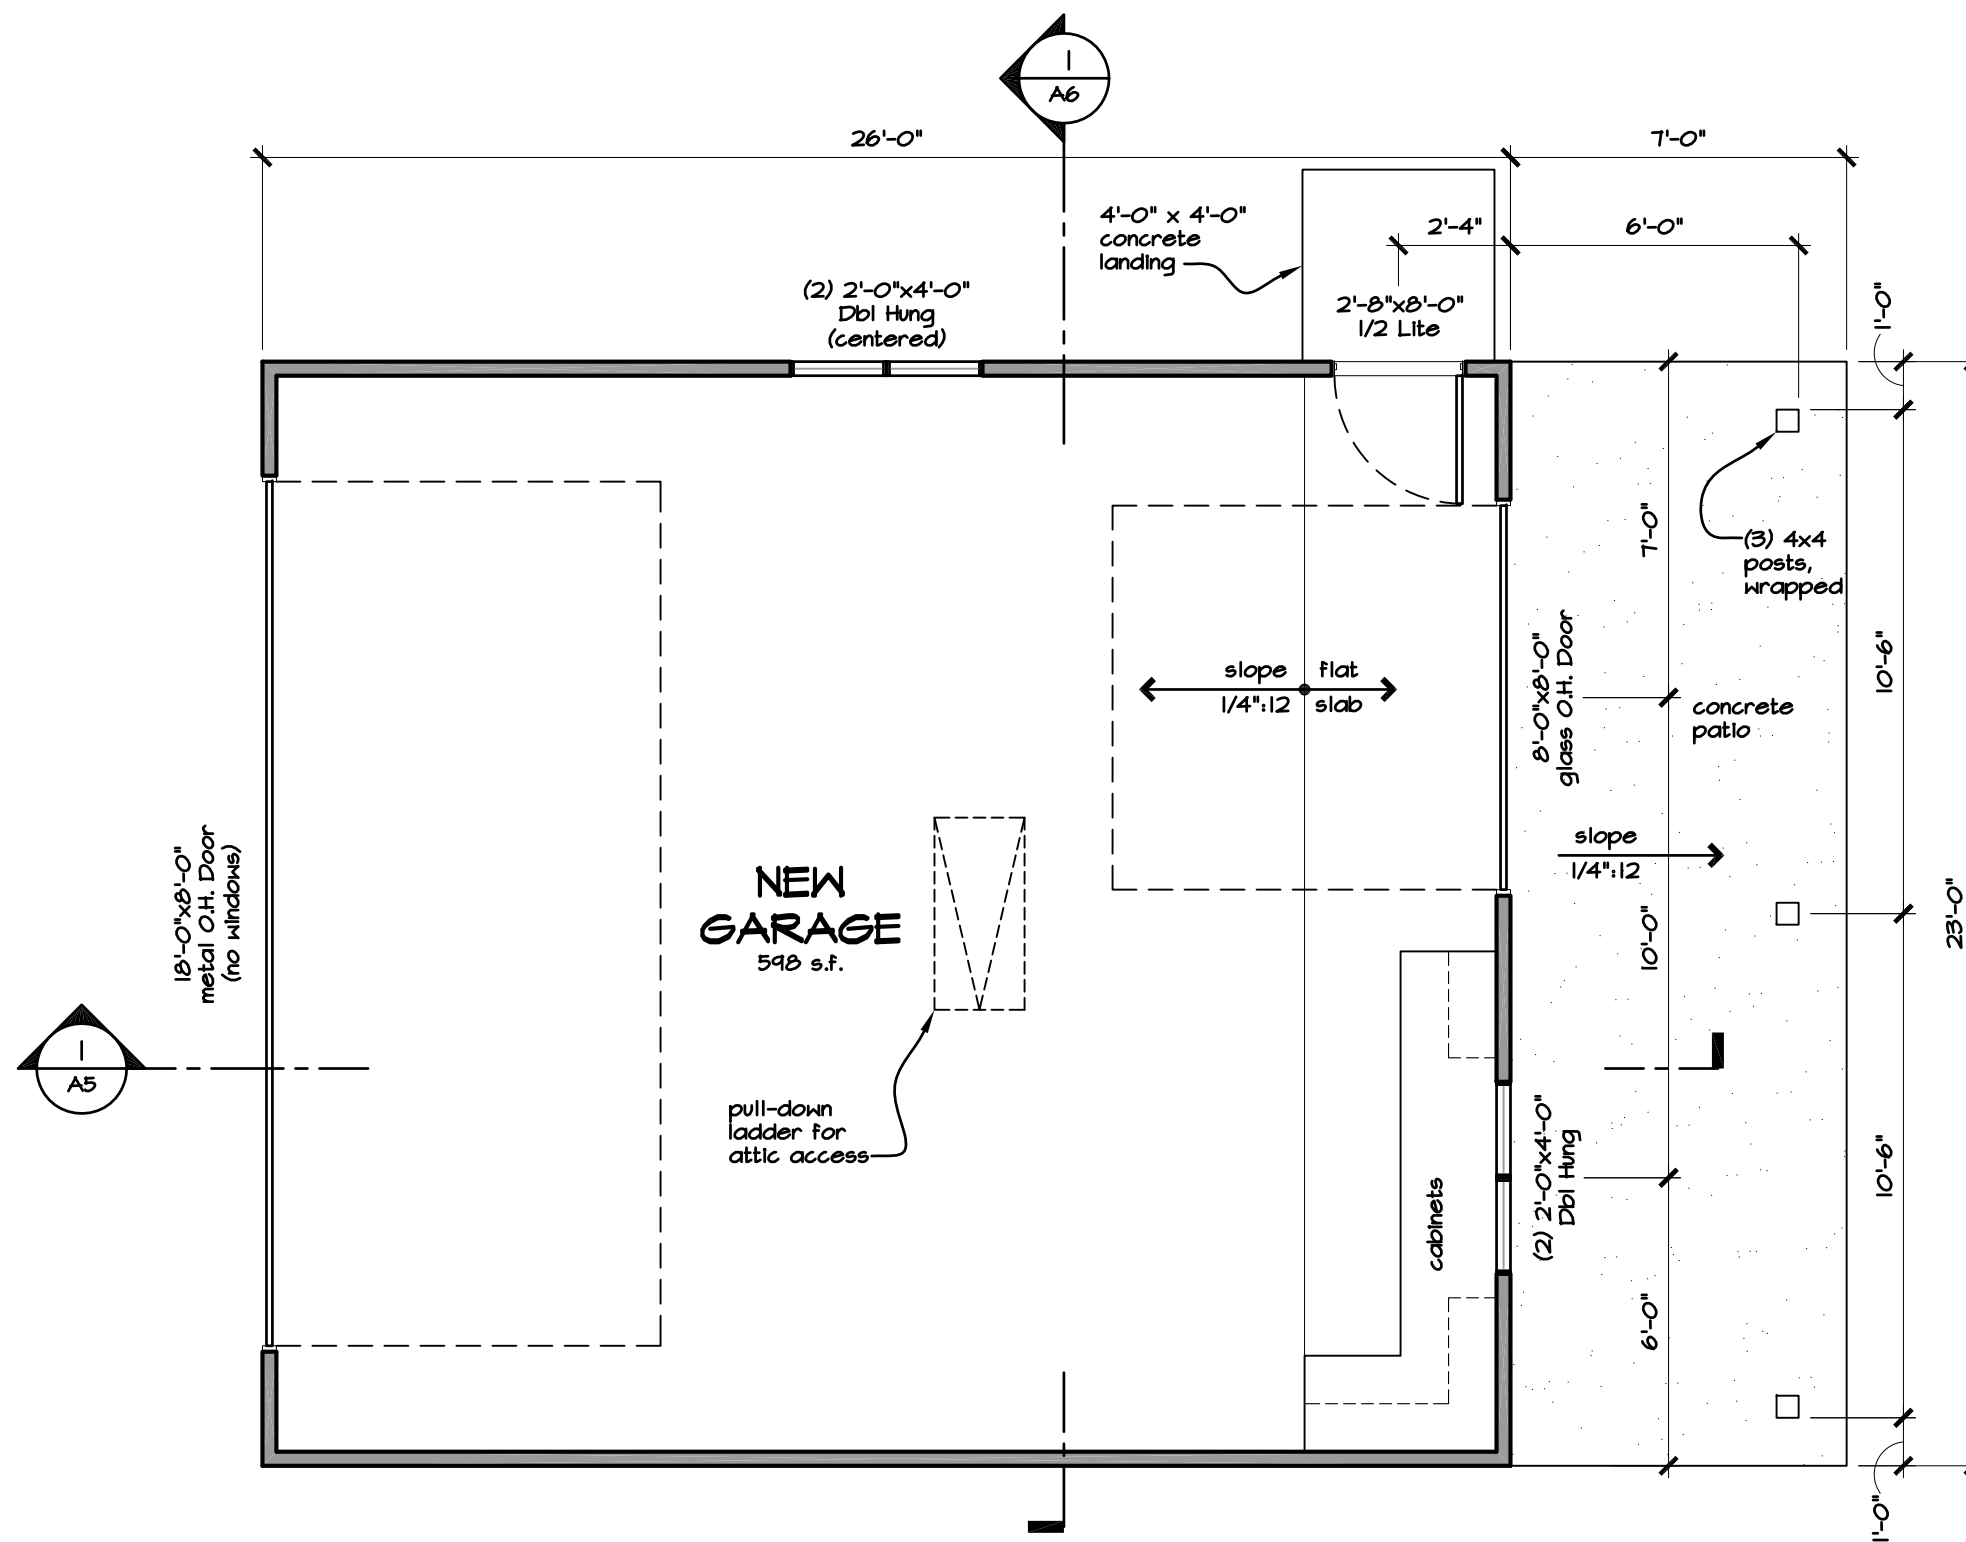 1
A6
26'-0"
7'-0"
4'-0" x 4'-0"
concrete
landing
2'-4"
6'-0"
(2) 2'-0"x4'-0"
Dbl Hung
(centered)
2'-8"x8'-0"
1/2 Lite
1'-0"
7'-0"
(3) 4x4
posts,
wrapped
10'-6"
8'-0"x8'-0"
glass O.H. Door
slope
1/4":12
flat
slab
concrete
patio
slope
1/4":12
18'-0"x8'-0"
metal O.H. Door
(no windows)
NEW
GARAGE
598 s.f.
10'-0"
23'-0"
1
A5
pull-down
ladder for
attic access
cabinets
(2) 2'-0"x4'-0"
Dbl Hung
10'-6"
6'-0"
1'-0"